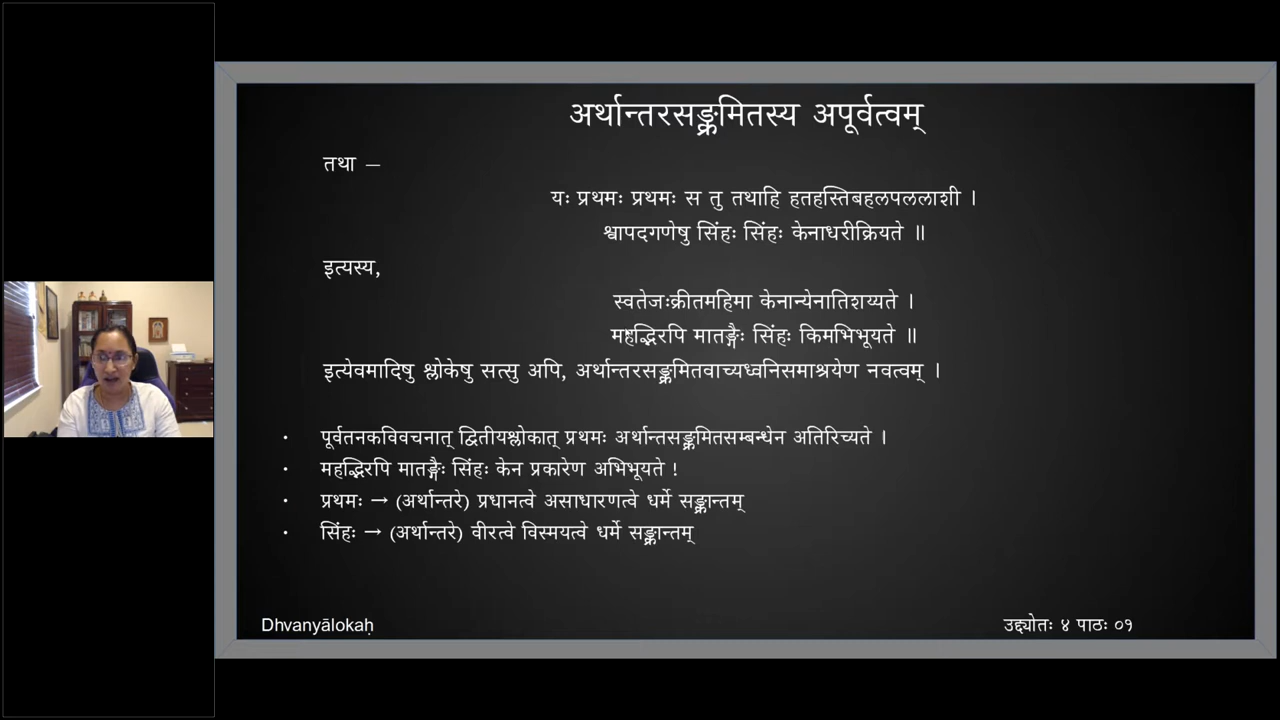 अर्थान्तरसङ्क्रमितस्य अपूर्वत्वम्
तथा –
यः प्रथमः प्रथमः स तु तथाहि हतहस्तिबहलपललाशी ।
श्वापदगणेषु सिंहः सिंहः केनाधरीक्रियते ॥
इत्यस्य,
स्वतेजःक्रीतमहिमा केनान्येनातिशय्यते ।
महद्भिरपि मातङ्गैः सिंहः किमभिभूयते ॥
इत्येवमादिषु श्लोकेषु सत्सु अपि, अर्थान्तरसङ्क्रमितवाच्यध्वनिसमाश्रयेण नवत्वम् ।
• पूर्वतनकविवचनात् द्वितीयश्लोकात् प्रथमः अर्थान्तसङ्क्रमितसम्बन्धेन अतिरिच्यते ।
• महद्भिरपि मातङ्गैः सिंहः केन प्रकारेण अभिभूयते !
• प्रथमः → (अर्थान्तरे) प्रधानत्वे असाधारणत्वे धर्मे सङ्क्रान्तम्
• सिंहः → (अर्थान्तरे) वीरत्वे विस्मयत्वे धर्मे सङ्क्रान्तम्
Dhvanyālokaḥ उद्द्योतः ४ पाठः ०१